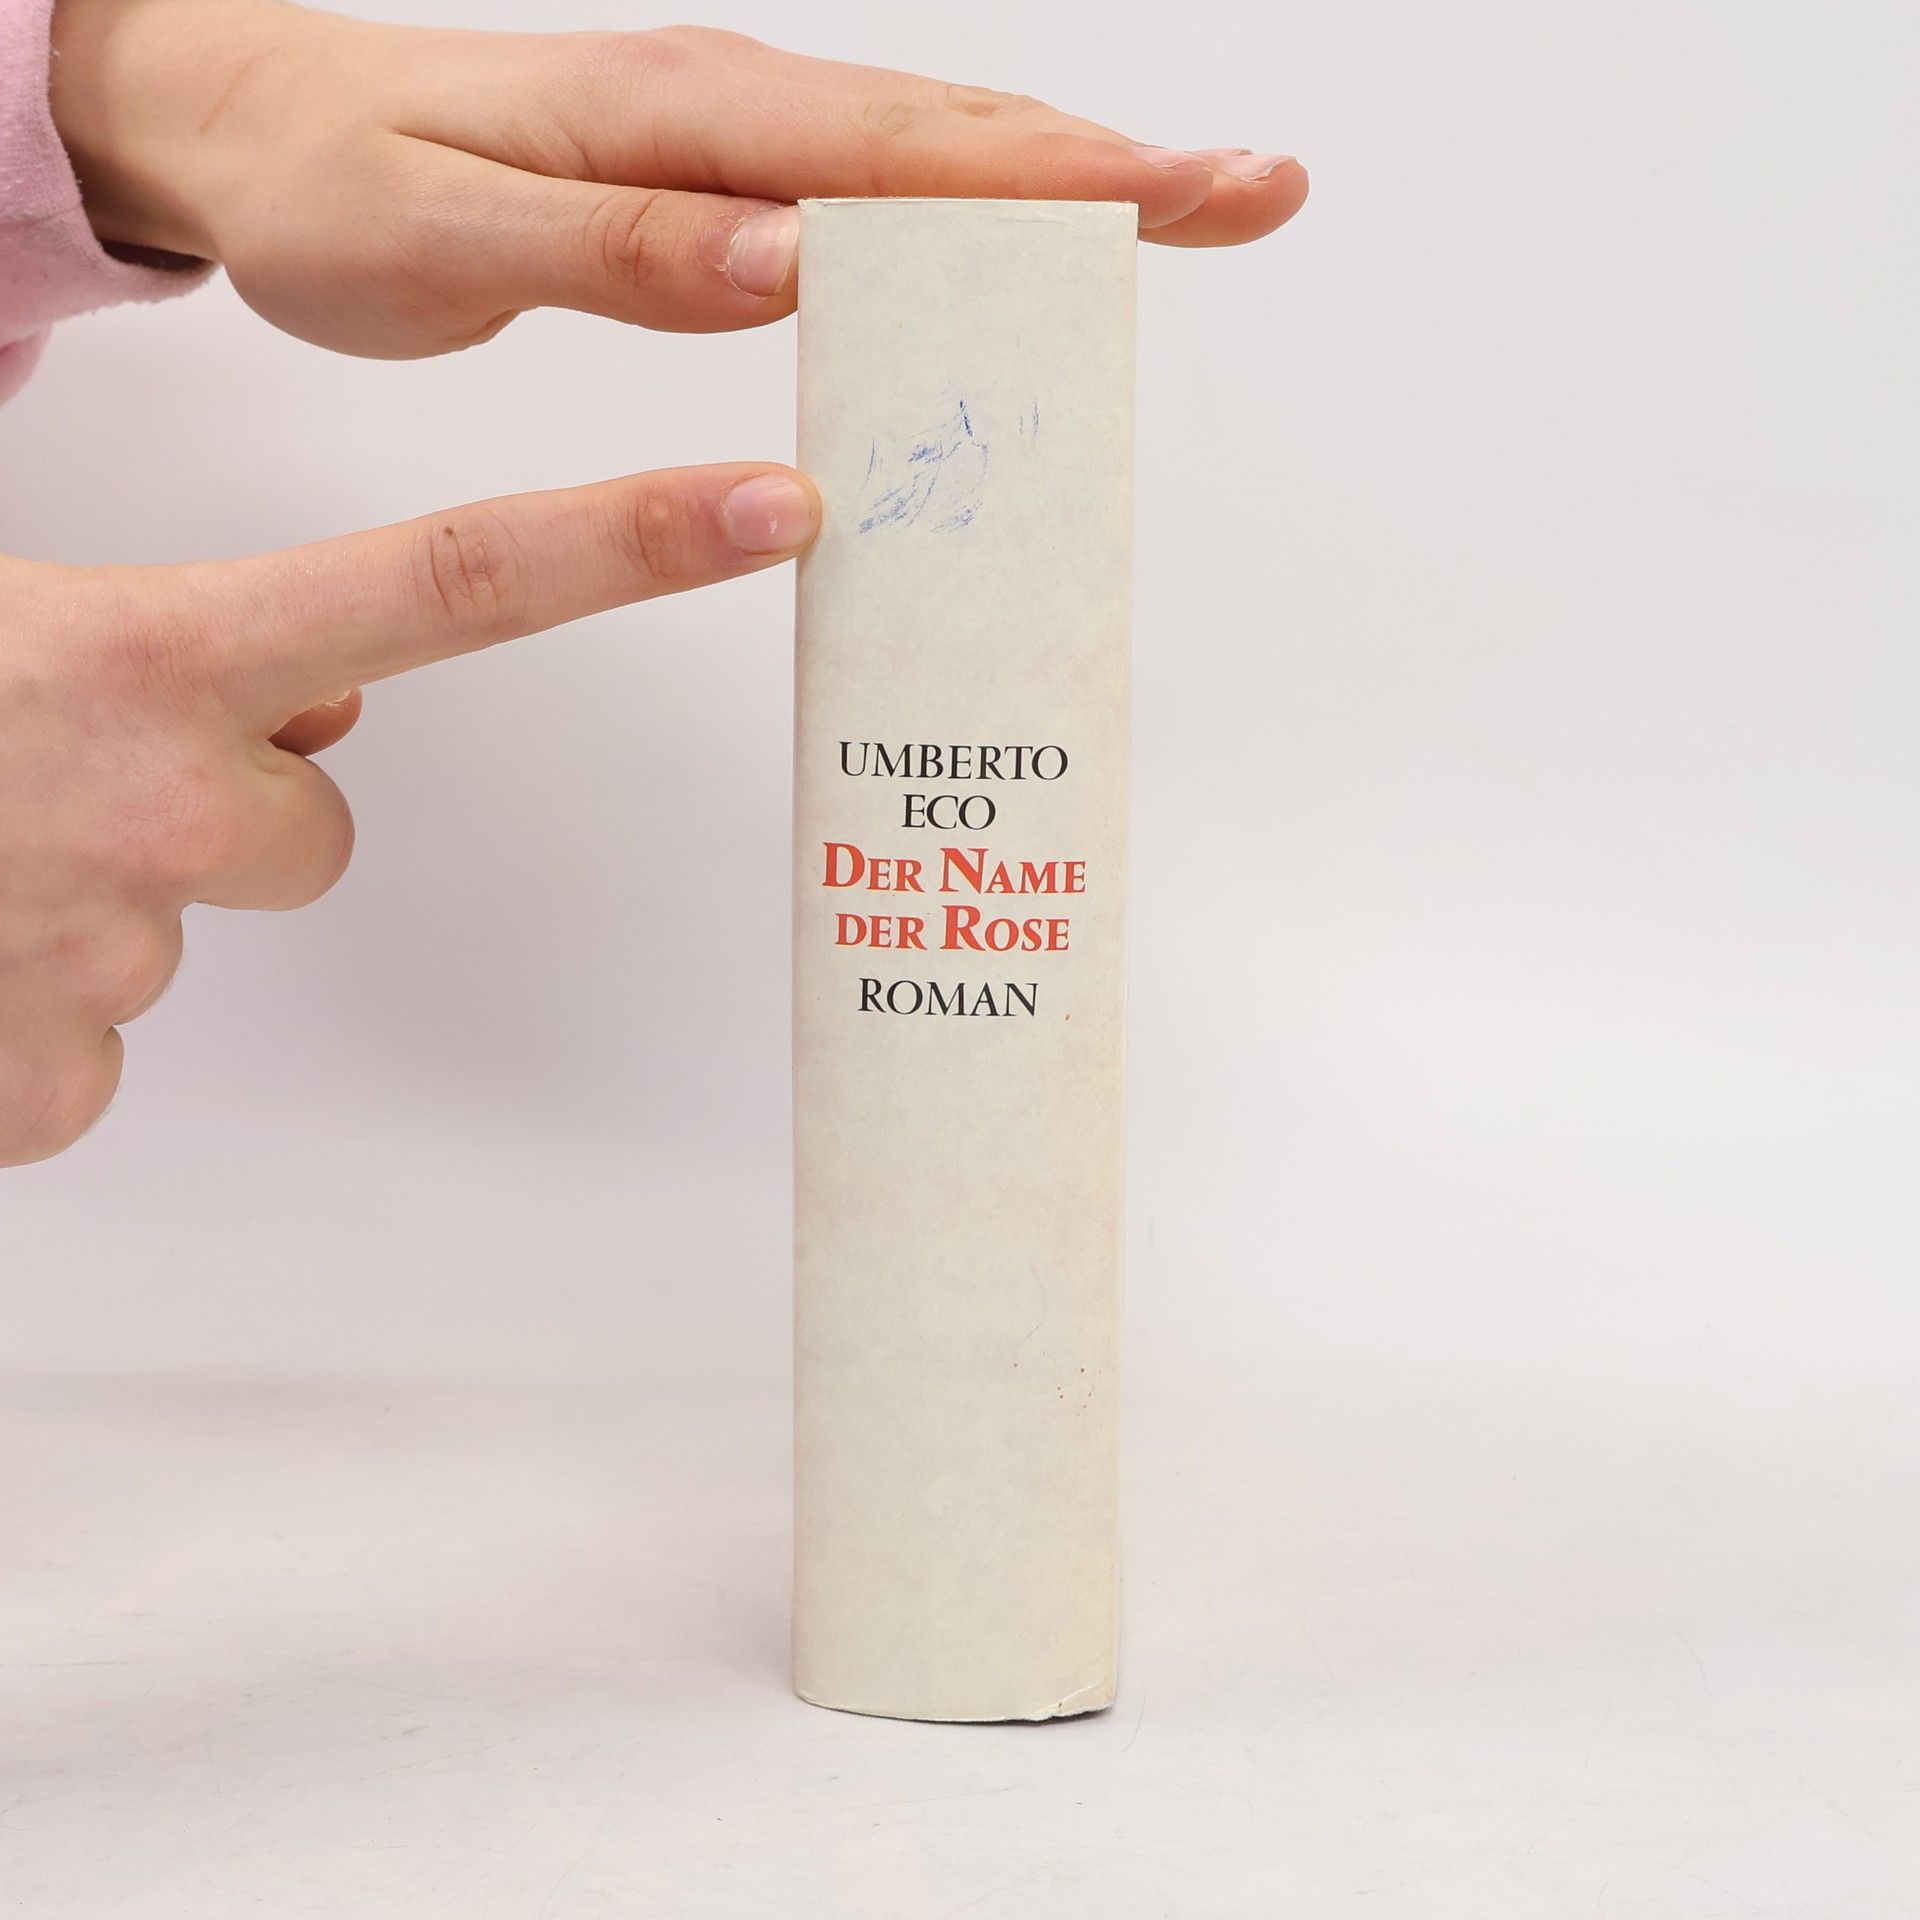 UMBERTO
ECO
DER NAME
DER ROSE
ROMAN